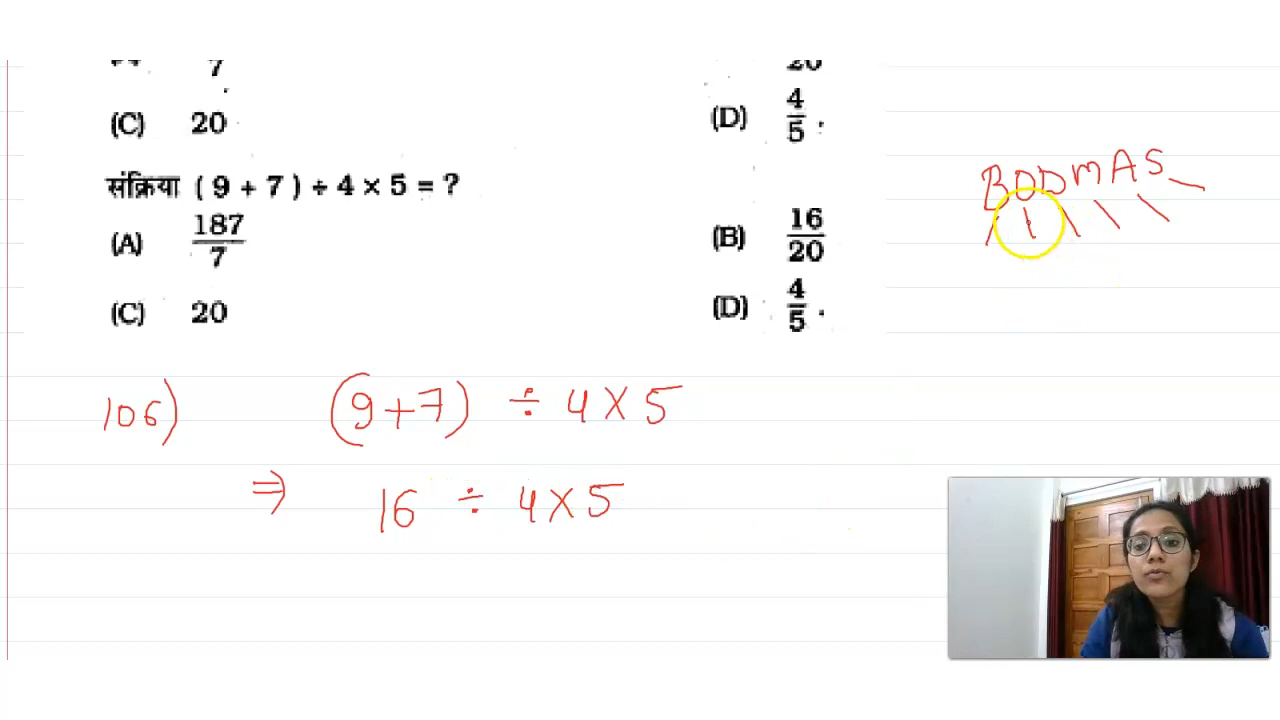 7
20
(C) 20
(D) 4/5 .
संक्रिया ( 9 + 7 ) ÷ 4 × 5 = ?
(A) 187/7
(B) 16/20
(C) 20
(D) 4/5 .
BODMAS
106) (9+7) ÷ 4 × 5
⇒ 16 ÷ 4 × 5